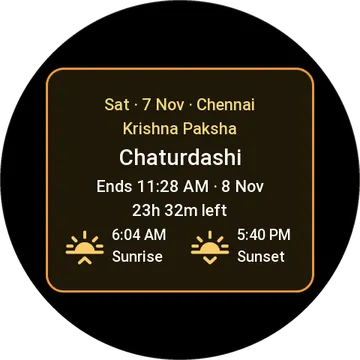 Sat · 7 Nov · Chennai
Krishna Paksha
Chaturdashi
Ends 11:28 AM · 8 Nov
23h 32m left
6:04 AM
Sunrise
5:40 PM
Sunset